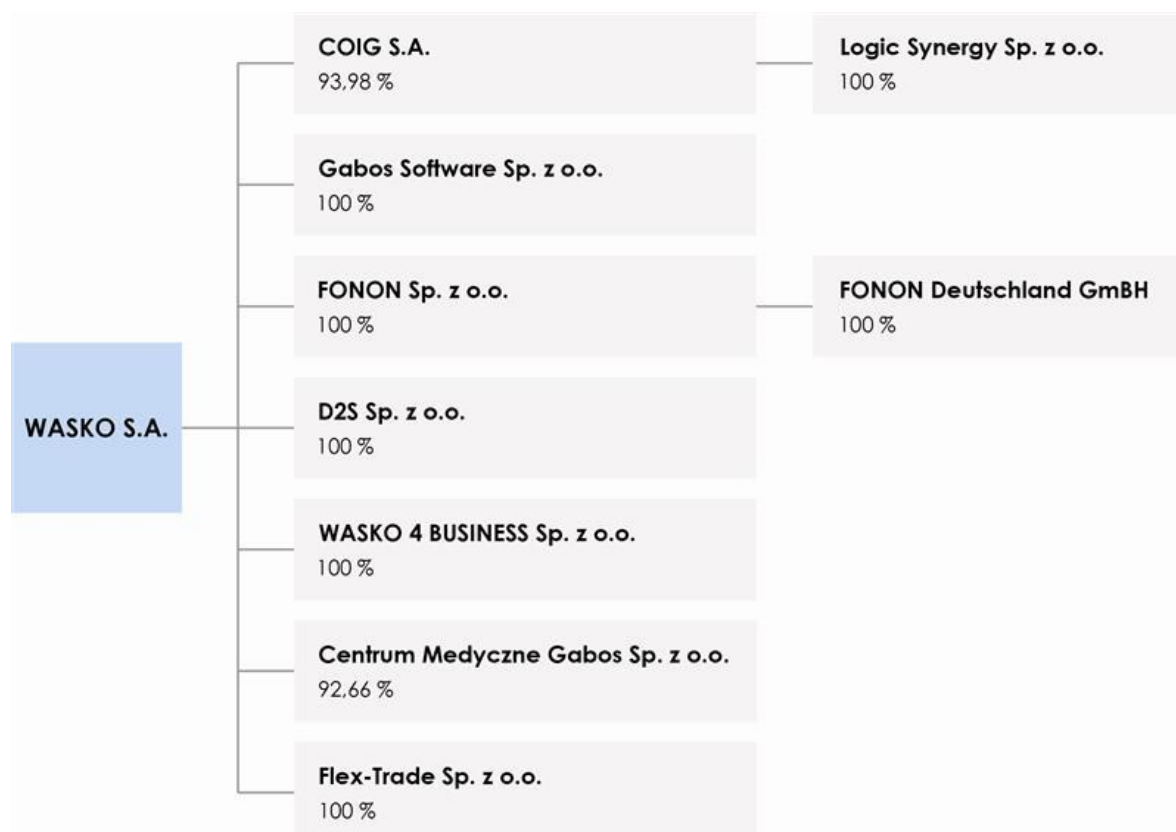 COIG S.A.
93,98 %
Logic Synergy Sp. z o.o.
100 %
Gabos Software Sp. z o.o.
100 %
FONON Sp. z o.o.
100 %
FONON Deutschland GmBH
100 %
WASKO S.A.
D2S Sp. z o.o.
100 %
WASKO 4 BUSINESS Sp. z o.o.
100 %
Centrum Medyczne Gabos Sp. z o.o.
92,66 %
Flex-Trade Sp. z o.o.
100 %